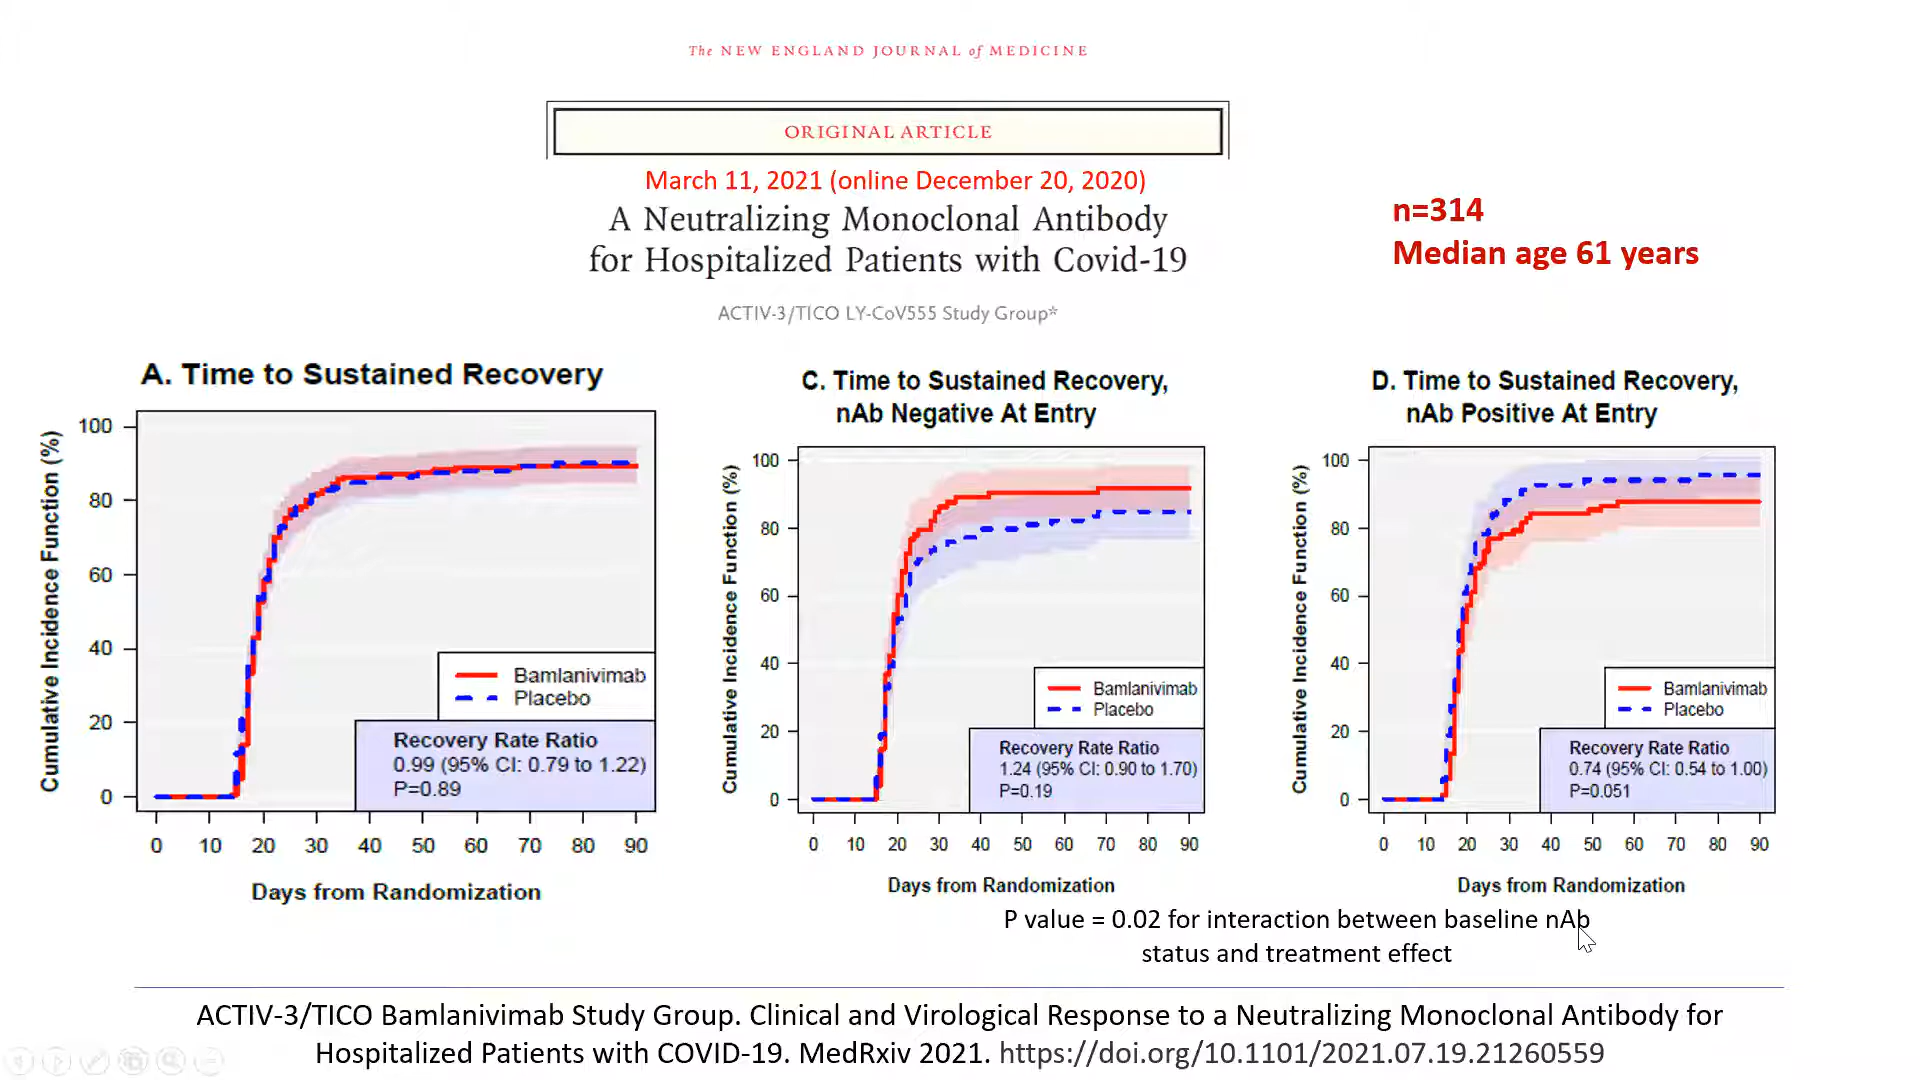 The NEW ENGLAND JOURNAL of MEDICINE
ORIGINAL ARTICLE
March 11, 2021 (online December 20, 2020)
A Neutralizing Monoclonal Antibody
for Hospitalized Patients with Covid-19
ACTIV-3/TICO LY-CoV555 Study Group*
n=314
Median age 61 years
A. Time to Sustained Recovery
Cumulative Incidence Function (%)
100
80
60
40
20
0
Bamlanivimab
Placebo
Recovery Rate Ratio
0.99 (95% CI: 0.79 to 1.22)
P=0.89
0 10 20 30 40 50 60 70 80 90
Days from Randomization
C. Time to Sustained Recovery,
nAb Negative At Entry
Cumulative Incidence Function (%)
100
80
60
40
20
0
Bamlanivimab
Placebo
Recovery Rate Ratio
1.24 (95% CI: 0.90 to 1.70)
P=0.19
0 10 20 30 40 50 60 70 80 90
Days from Randomization
D. Time to Sustained Recovery,
nAb Positive At Entry
Cumulative Incidence Function (%)
100
80
60
40
20
0
Bamlanivimab
Placebo
Recovery Rate Ratio
0.74 (95% CI: 0.54 to 1.00)
P=0.051
0 10 20 30 40 50 60 70 80 90
Days from Randomization
P value = 0.02 for interaction between baseline nAb
status and treatment effect
ACTIV-3/TICO Bamlanivimab Study Group. Clinical and Virological Response to a Neutralizing Monoclonal Antibody for
Hospitalized Patients with COVID-19. MedRxiv 2021. https://doi.org/10.1101/2021.07.19.21260559